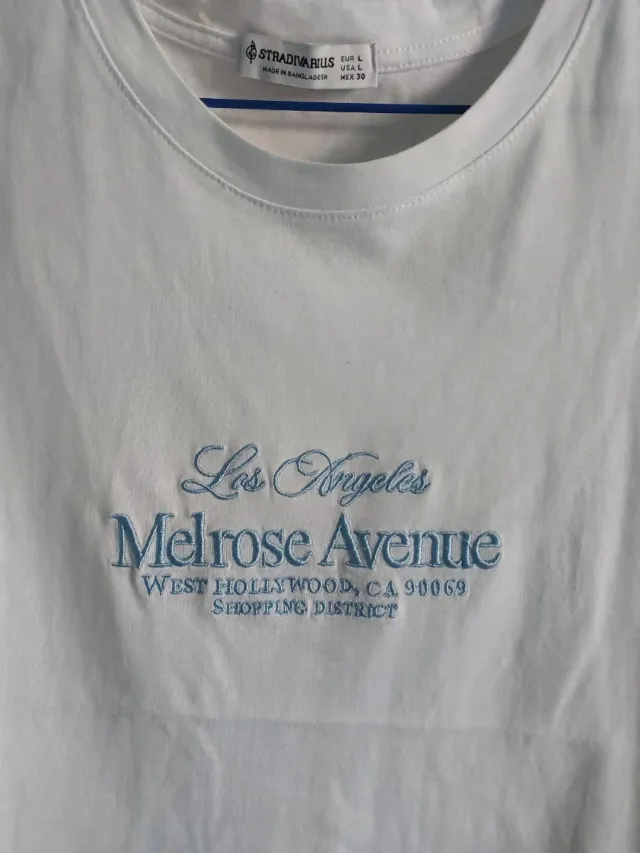 STRADIVARIUS
MADE IN BANGLADESH
EUR L
USA L
MEX 30
Los Angeles
Melrose Avenue
WEST HOLLYWOOD, CA 90069
SHOPPING DISTRICT